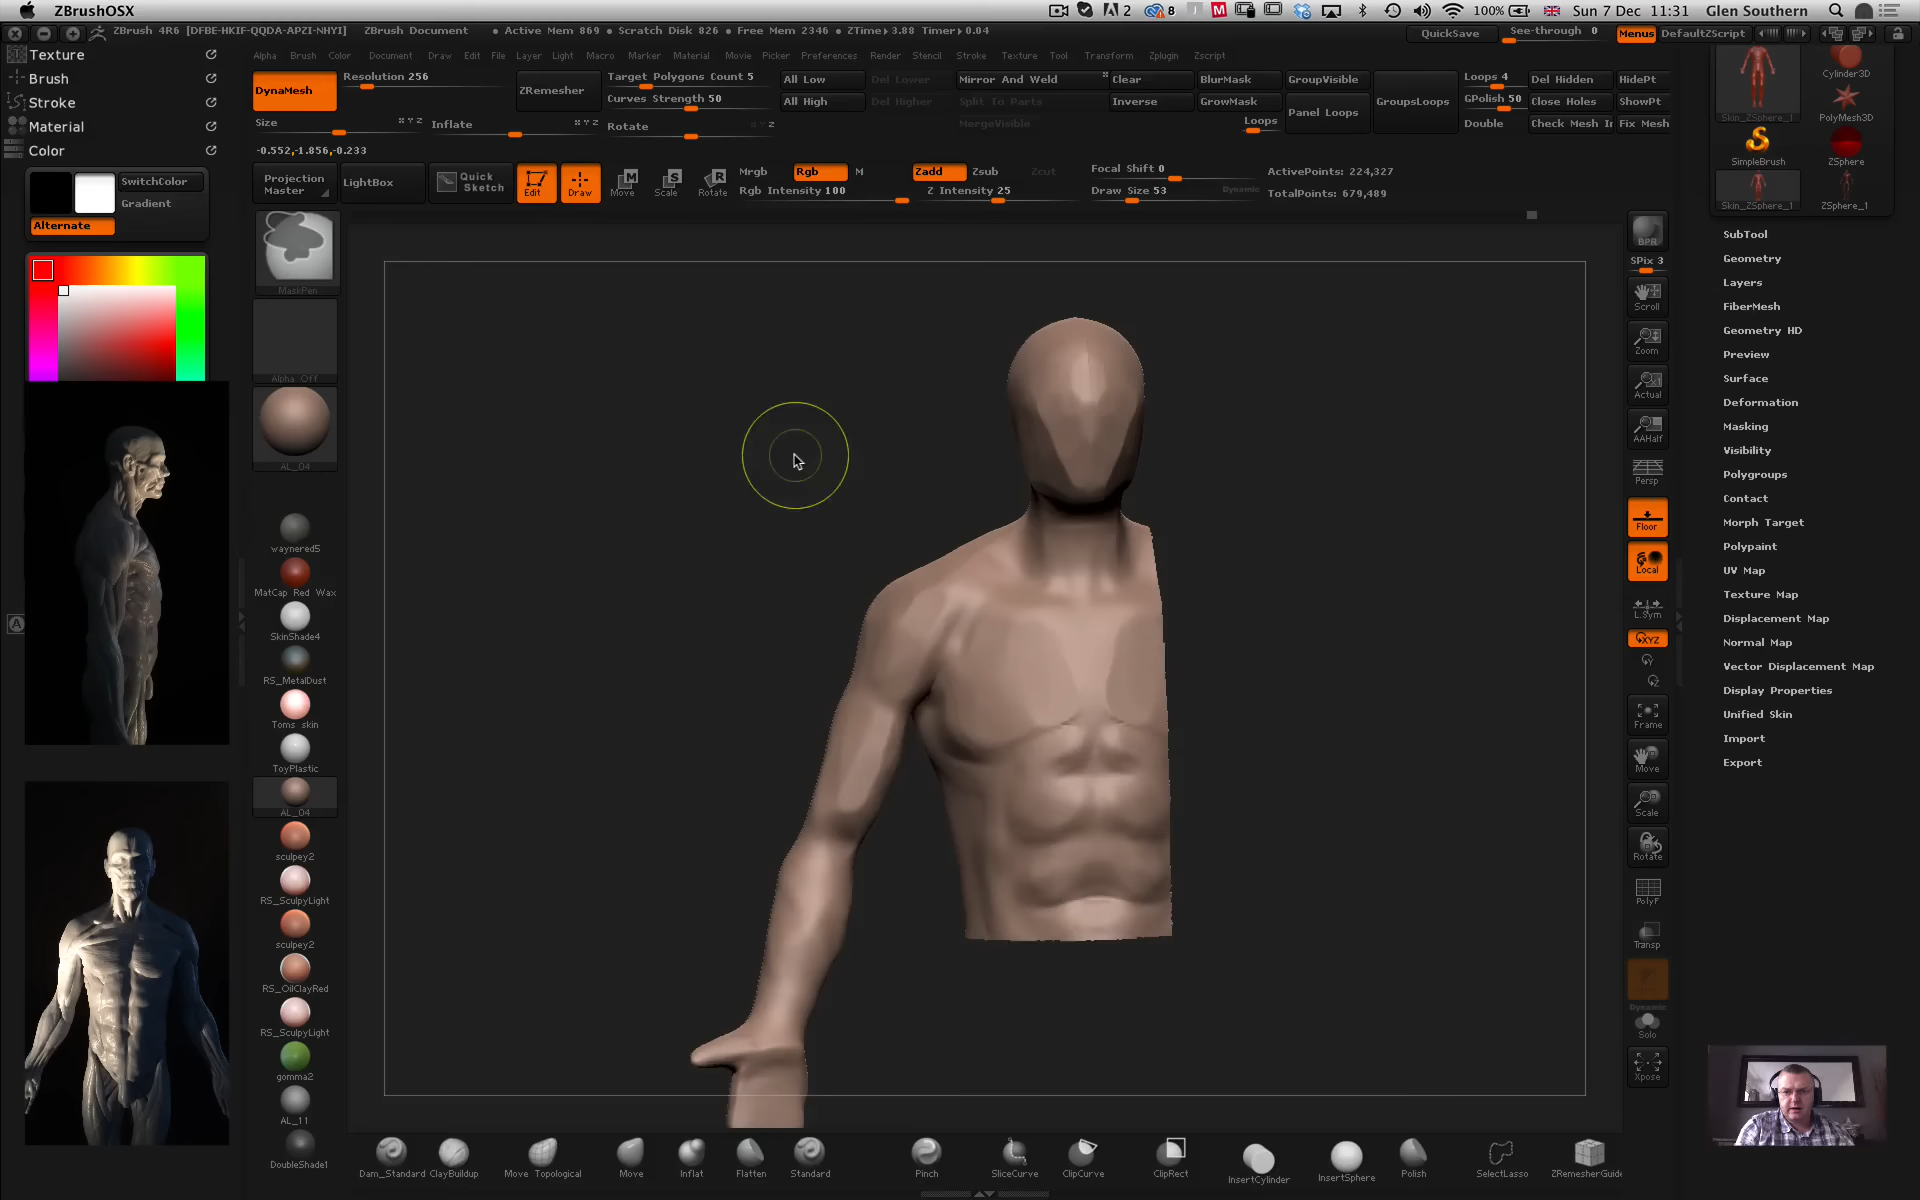 ZBrushOSX
2
8
100%
Sun 7 Dec 11:31
Glen Southern
ZBrush 4R6 [DFBE-HKIF-QQDA-APZI-NHYI]
ZBrush Document
• Active Mem 869 • Scratch Disk 826 • Free Mem 2346 • ZTime▸3.88 Timer▸0.04
QuickSave
See-through 0
Menus
DefaultZScript
Texture
Brush
Stroke
Material
Color
Alpha Brush Color Document Draw Edit File Layer Light Macro Marker Material Movie Picker Preferences Render Stencil Stroke Texture Tool Transform Zplugin Zscript
DynaMesh
Resolution 256
ZRemesher
Target Polygons Count 5
Curves Strength 50
All Low
All High
Del Lower
Del Higher
Mirror And Weld
Split To Parts
MergeVisible
Clear
Inverse
BlurMask
GrowMask
Loops
GroupVisible
Panel Loops
GroupsLoops
Loops 4
GPolish 50
Double
Del Hidden
Close Holes
Check Mesh In
HidePt
ShowPt
Fix Mesh
Size
X Y Z
Inflate
X Y Z
Rotate
-0.552,-1.856,-0.233
Projection
Master
LightBox
Quick
Sketch
Edit
Draw
Move
Scale
Rotate
Mrgb
Rgb
M
Rgb Intensity 100
Zadd
Zsub
Zcut
Z Intensity 25
Focal Shift 0
Draw Size 53
Dynamic
ActivePoints: 224,327
TotalPoints: 679,489
SwitchColor
Gradient
Alternate
MaskPen
Alpha Off
AL_04
waynered5
MatCap Red Wax
SkinShade4
RS_MetalDust
Toms skin
ToyPlastic
AL_04
sculpey2
RS_SculpyLight
sculpey2
RS_OilClayRed
RS_SculpyLight
gomma2
AL_11
DoubleShade1
A
BPR
SPix 3
Scroll
Zoom
Actual
AAHalf
Persp
Floor
Local
L.Sym
XYZ
Frame
Move
Scale
Rotate
PolyF
Transp
Dynamic
Solo
Xpose
Skin_ZSphere_1
Cylinder3D
PolyMesh3D
SimpleBrush
ZSphere
Skin_ZSphere_1
ZSphere_1
SubTool
Geometry
Layers
FiberMesh
Geometry HD
Preview
Surface
Deformation
Masking
Visibility
Polygroups
Contact
Morph Target
Polypaint
UV Map
Texture Map
Displacement Map
Normal Map
Vector Displacement Map
Display Properties
Unified Skin
Import
Export
Dam_Standard
ClayBuildup
Move Topological
Move
Inflat
Flatten
Standard
Pinch
SliceCurve
ClipCurve
ClipRect
InsertCylinder
InsertSphere
Polish
SelectLasso
ZRemesherGuide